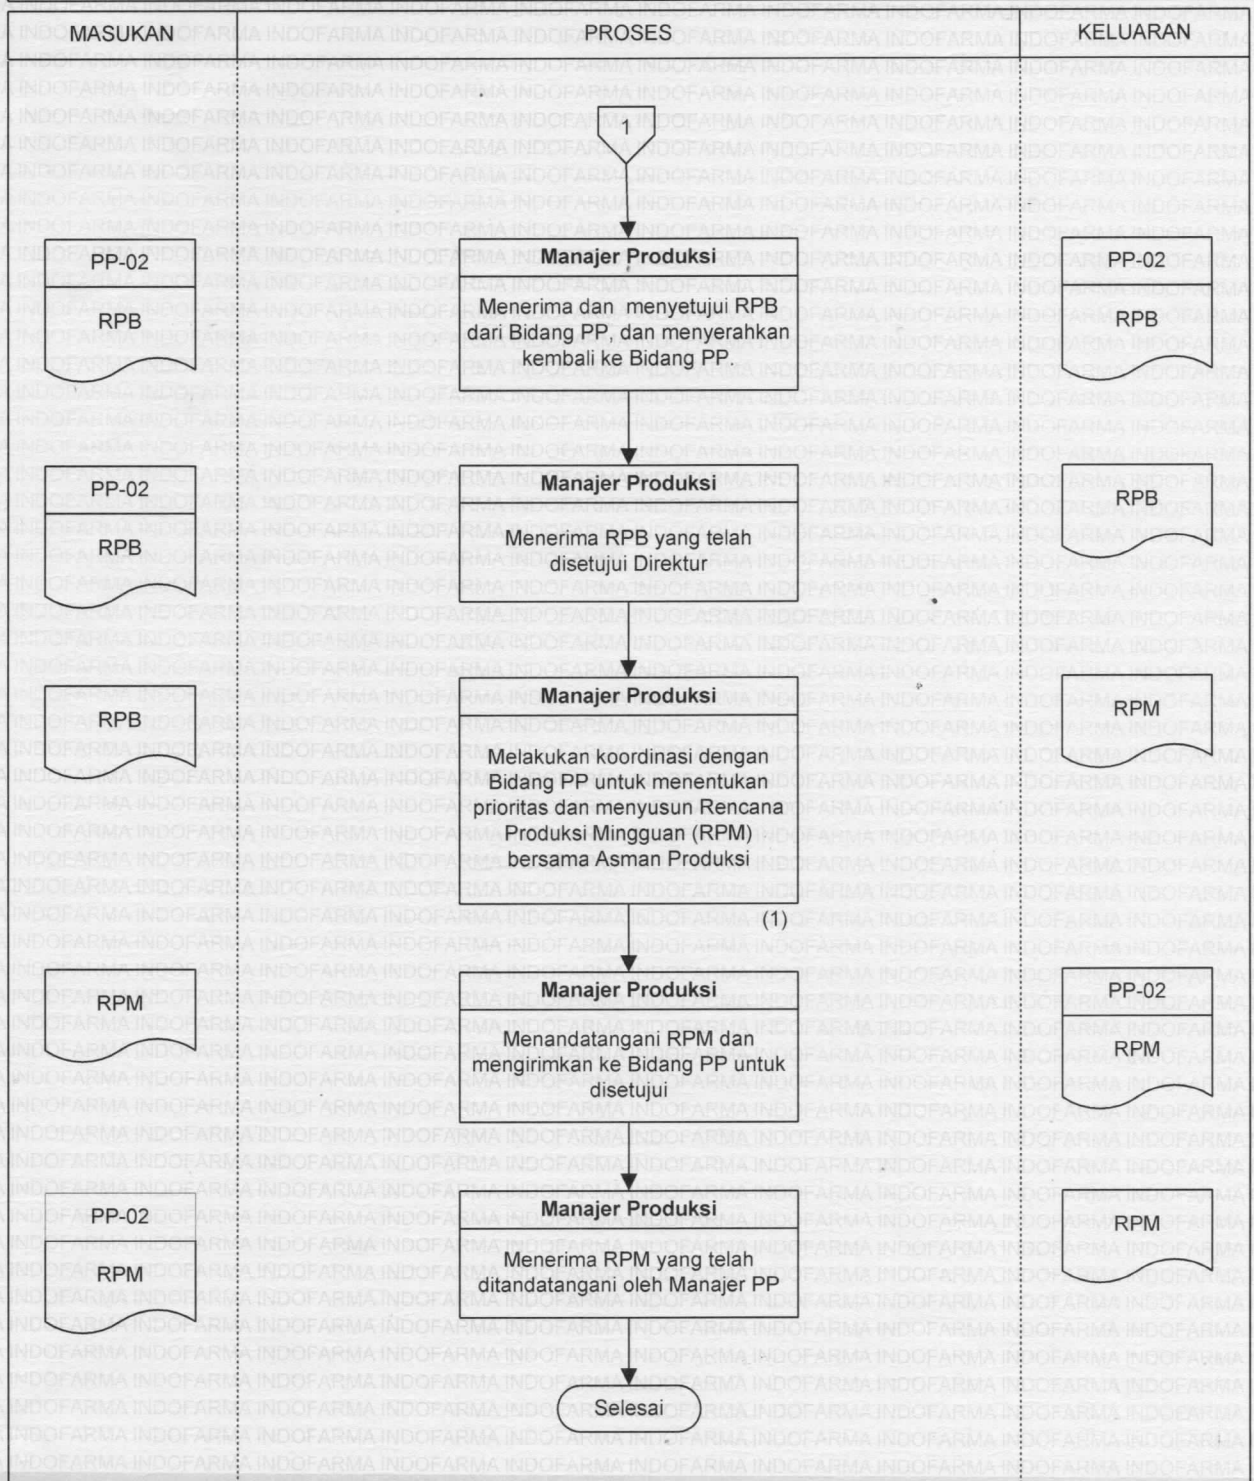 MASUKAN
PROSES
KELUARAN
1
PP-02
RPB
Manajer Produksi
Menerima dan menyetujui RPB
dari Bidang PP, dan menyerahkan
kembali ke Bidang PP.
PP-02
RPB
PP-02
RPB
Manajer Produksi
Menerima RPB yang telah
disetujui Direktur
RPB
RPB
Manajer Produksi
Melakukan koordinasi dengan
Bidang PP untuk menentukan
prioritas dan menyusun Rencana
Produksi Mingguan (RPM)
bersama Asman Produksi
RPM
(1)
RPM
Manajer Produksi
Menandatangani RPM dan
mengirimkan ke Bidang PP untuk
disetujui
PP-02
RPM
PP-02
RPM
Manajer Produksi
Menerima RPM yang telar
ditandatangini oleh Manajer PP
RPM
Selesai